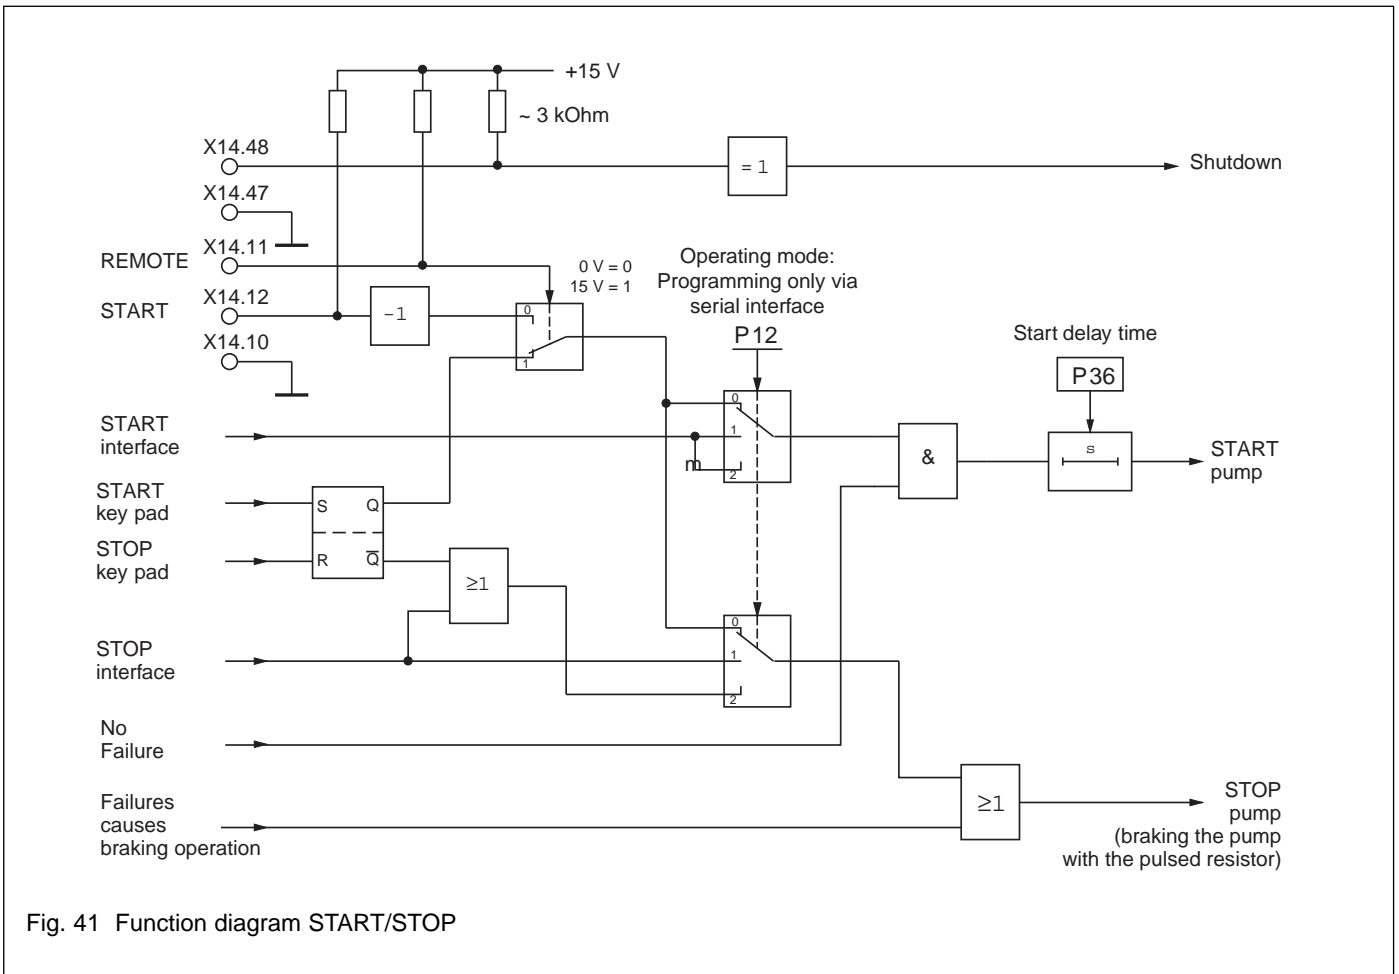 +15 V
~ 3 kOhm
X14.48
= 1
Shutdown
X14.47
REMOTE
X14.11
0 V = 0
15 V = 1
Operating mode:
Programming only via
serial interface
P12
START
X14.12
-1
0
1
X14.10
Start delay time
P36
START
interface
0
1
2
m
&
s
START
pump
START
key pad
S Q
STOP
key pad
R Q̅
≥1
STOP
interface
0
1
2
No
Failure
Failures
causes
braking operation
≥1
STOP
pump
(braking the pump
with the pulsed resistor)
Fig. 41 Function diagram START/STOP